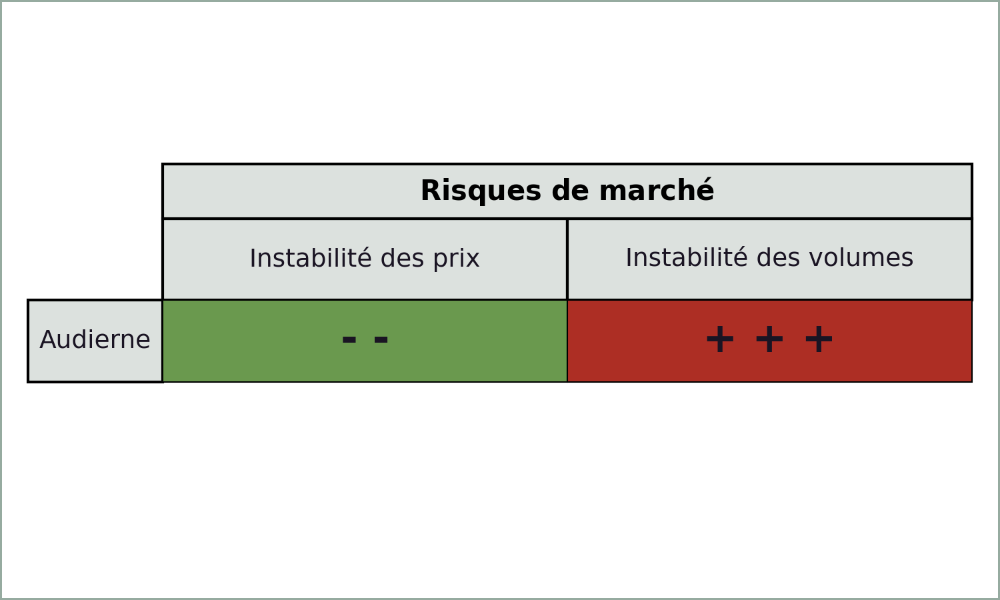 Risques de marché
Instabilité des prix Instabilité des volumes
Audierne - - + + +